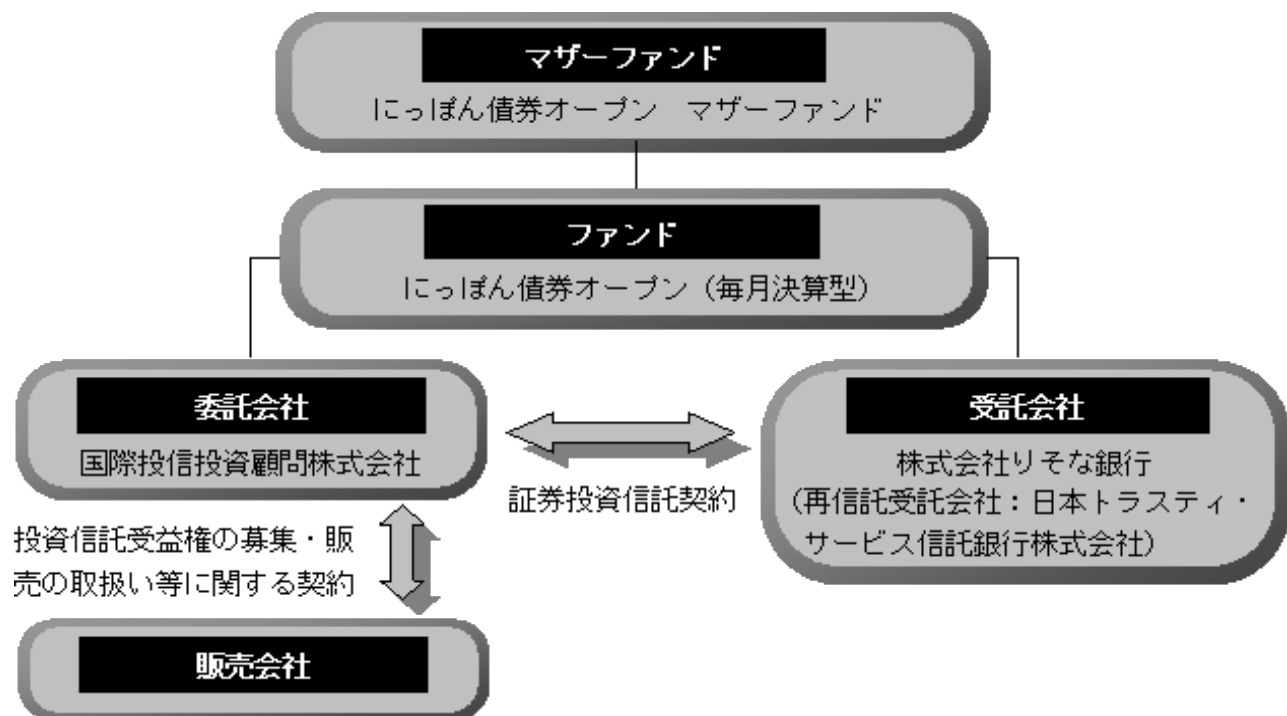 マザーファンド
にっぽん債券オープン　マザーファンド
ファンド
にっぽん債券オープン（毎月決算型）
委託会社
国際投信投資顧問株式会社
証券投資信託契約
受託会社
株式会社りそな銀行
（再信託受託会社：日本トラスティ・
サービス信託銀行株式会社）
投資信託受益権の募集・販
売の取扱い等に関する契約
販売会社